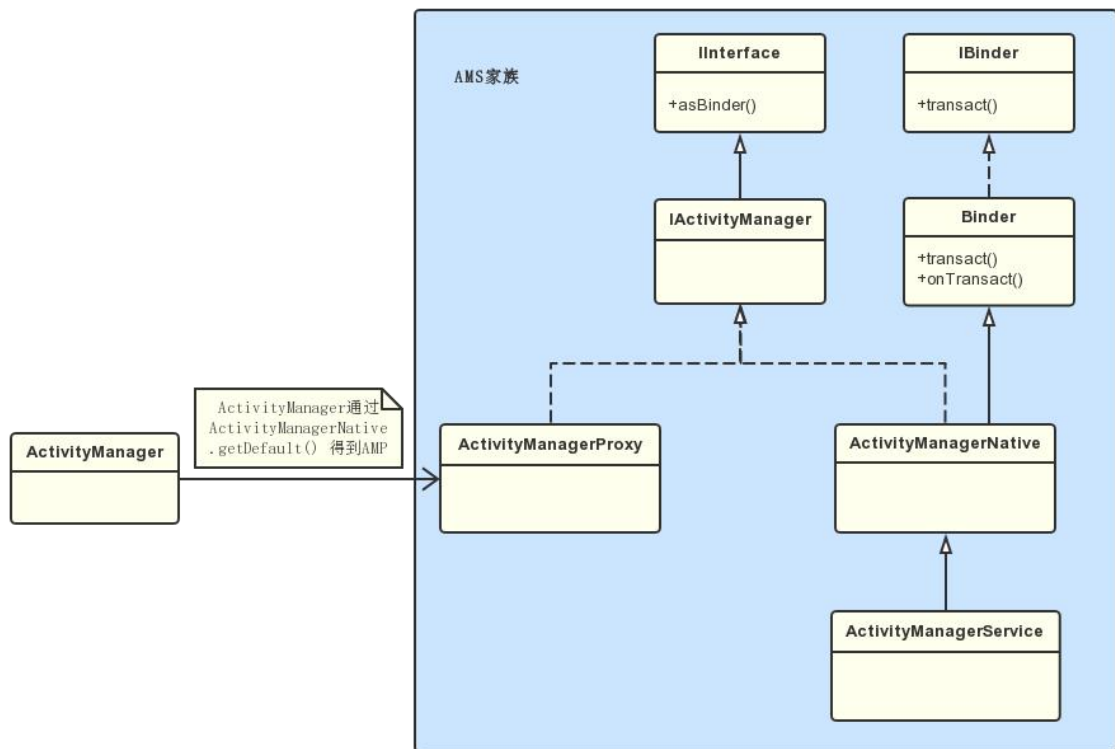 AMS家族
IInterface
+asBinder()
IBinder
+transact()
IActivityManager
Binder
+transact()
+onTransact()
ActivityManager通过
ActivityManagerNative
.getDefault() 得到AMP
ActivityManager
ActivityManagerProxy
ActivityManagerNative
ActivityManagerService